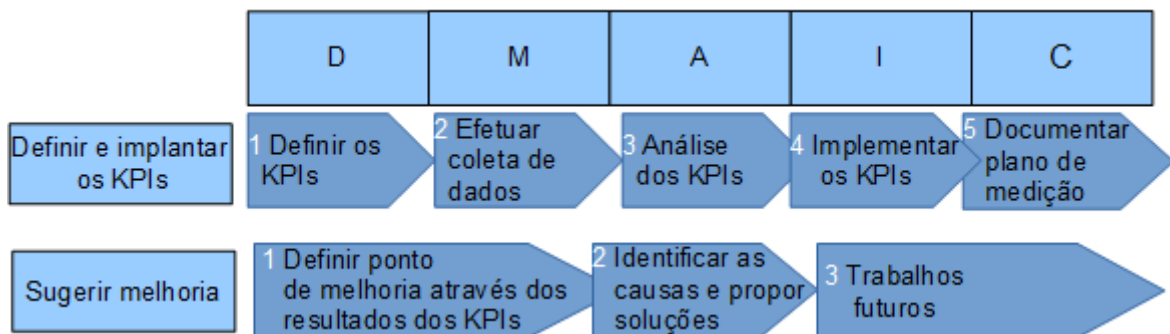 D M A I C
Definir e implantar
os KPIs
1 Definir os
KPIs
2 Efetuar
coleta de
dados
3 Análise
dos KPIs
4 Implementar
os KPIs
5 Documentar
plano de
medição
Sugerir melhoria
1 Definir ponto
de melhoria através dos
resultados dos KPIs
2 Identificar as
causas e propor
soluções
3 Trabalhos
futuros